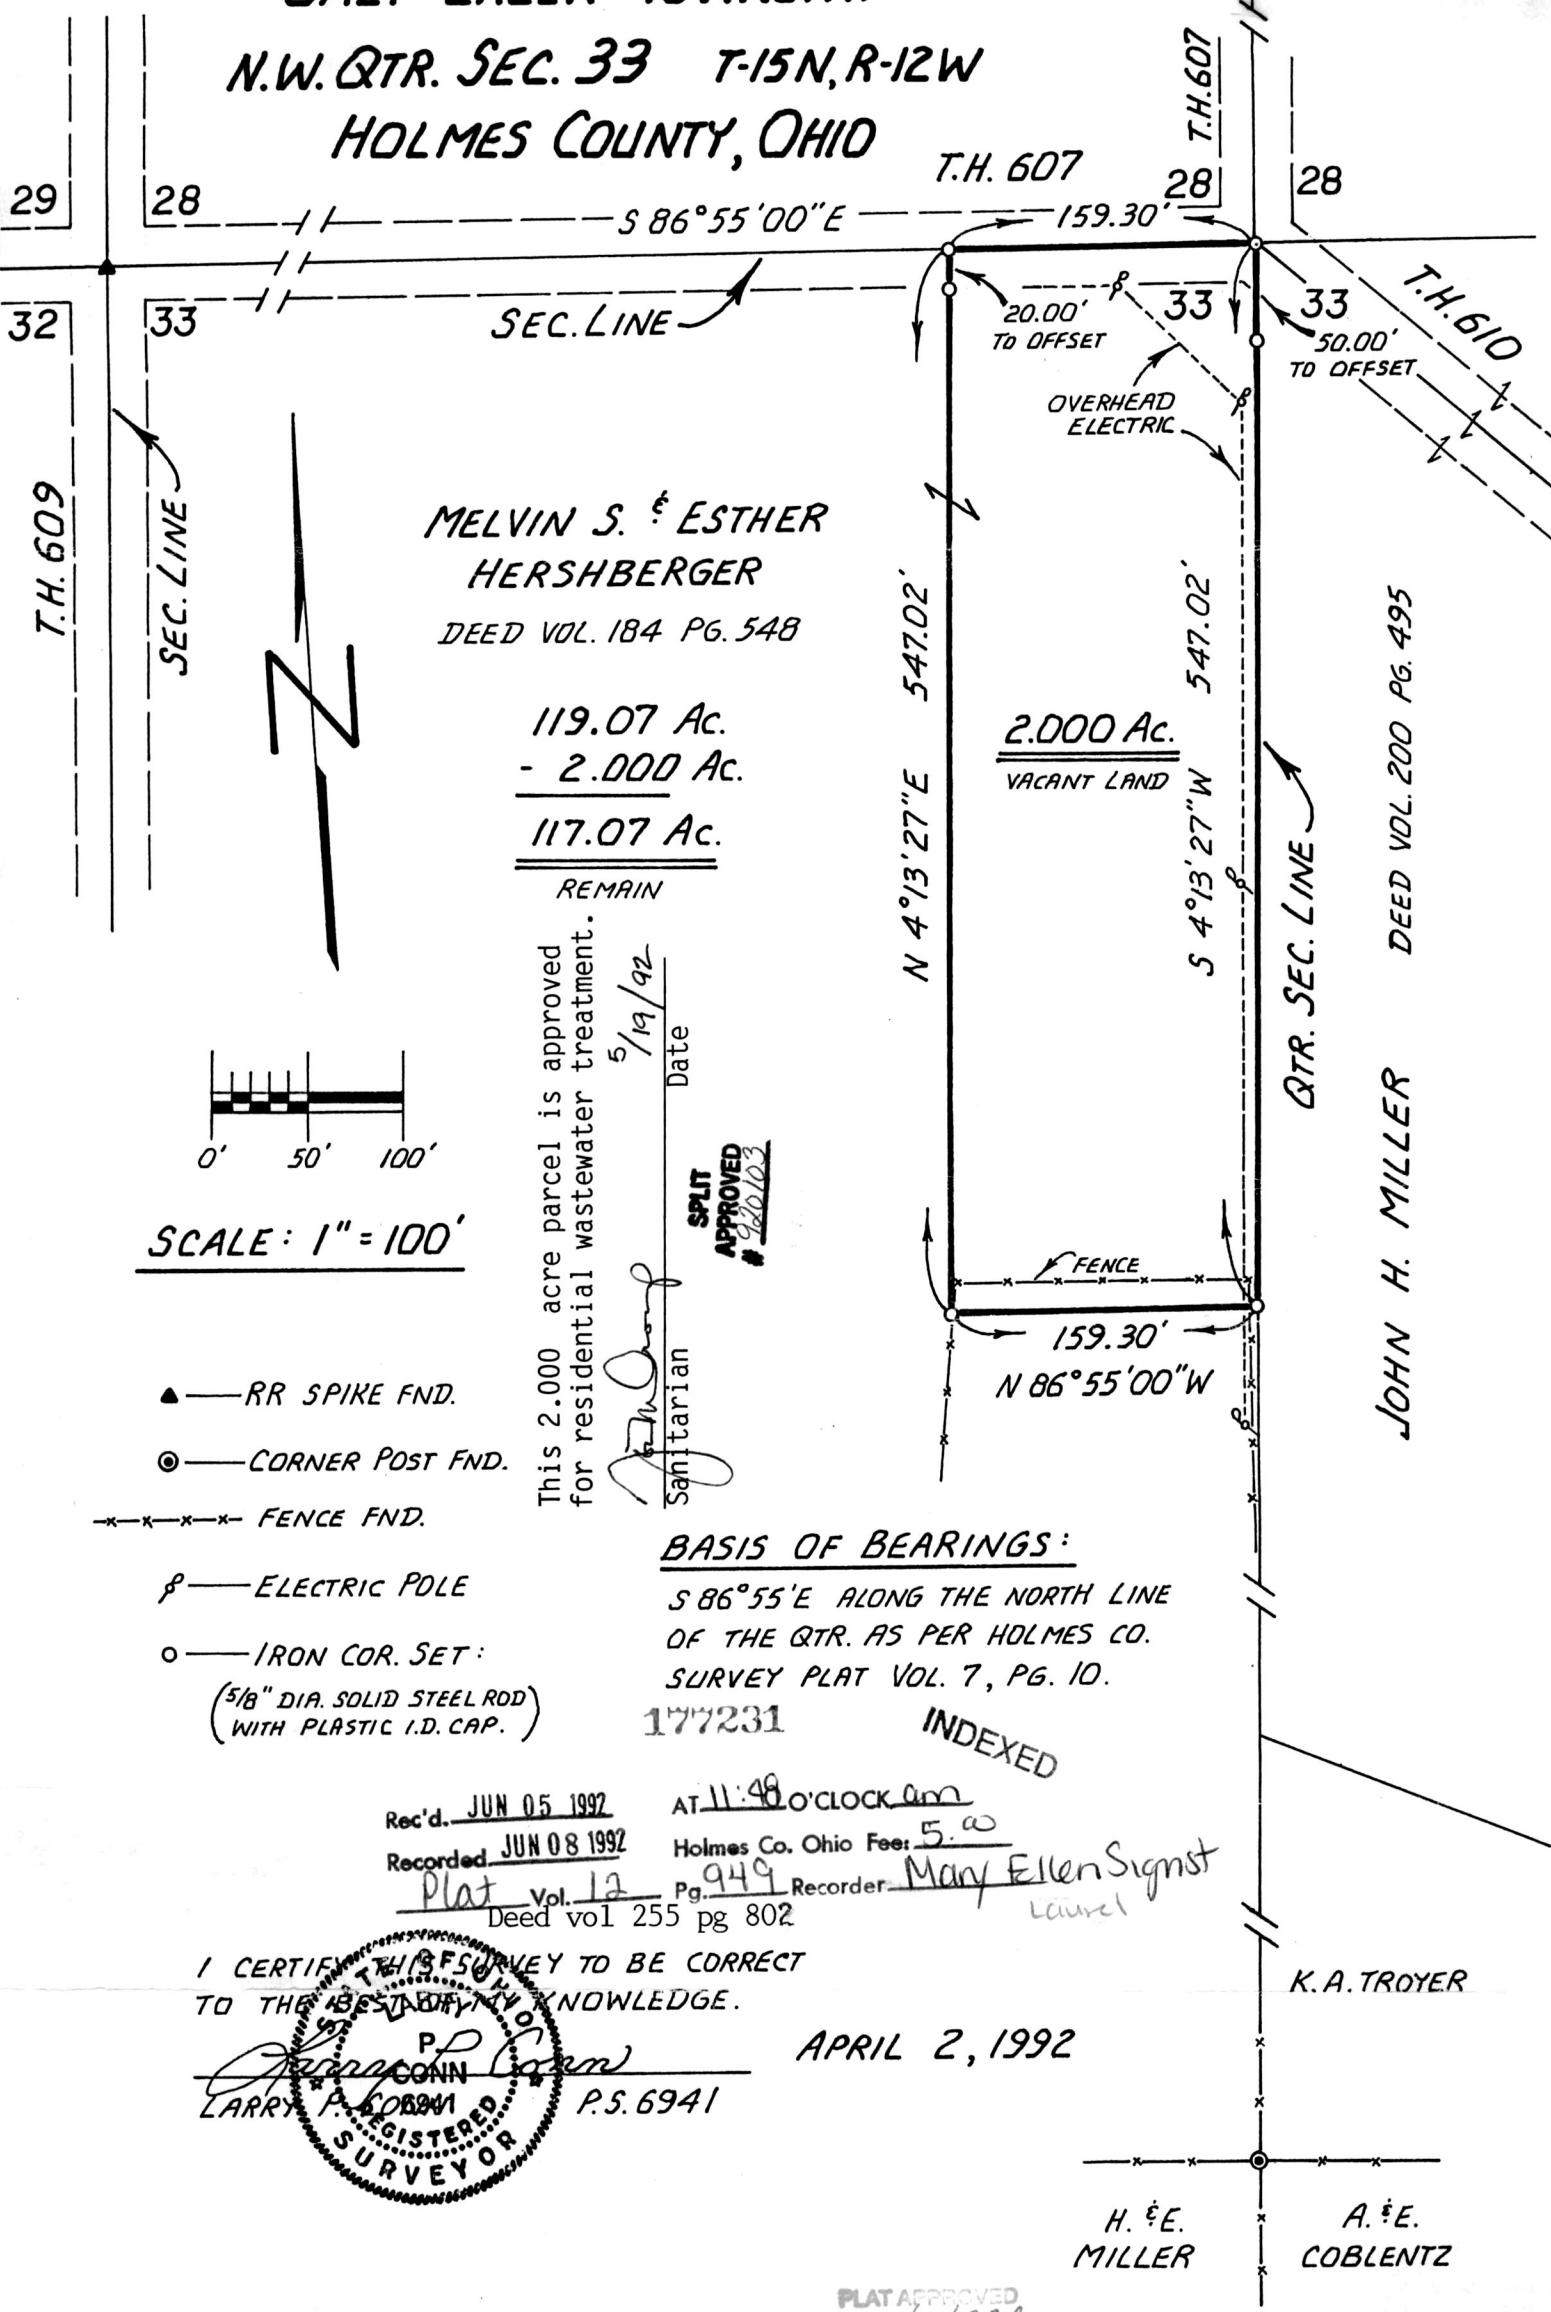 N.W. QTR. SEC. 33 T-15N, R-12W
HOLMES COUNTY, OHIO
T.H. 607
T.H. 607
29
28
28
28
S 86°55'00"E
159.30'
32
33
33
33
SEC. LINE
20.00'
TO OFFSET
50.00'
TO OFFSET
T.H. 610
OVERHEAD
ELECTRIC
T.H. 609
SEC. LINE
MELVIN S. & ESTHER
HERSHBERGER
DEED VOL. 184 PG. 548
119.07 AC.
- 2.000 AC.
117.07 AC.
REMAIN
N 4°13'27"E 547.02'
2.000 AC.
VACANT LAND
S 4°13'27"W 547.02'
QTR. SEC. LINE
JOHN H. MILLER DEED VOL. 200 PG. 495
N
This 2.000 acre parcel is approved
for residential wastewater treatment.
5/19/92
Sanitarian Date
SPLIT
APPROVED
# 920103
0' 50' 100'
SCALE: 1" = 100'
FENCE
159.30'
N 86°55'00"W
RR SPIKE FND.
CORNER POST FND.
FENCE FND.
ELECTRIC POLE
IRON COR. SET:
(5/8" DIA. SOLID STEEL ROD
WITH PLASTIC I.D. CAP.)
BASIS OF BEARINGS:
S 86°55'E ALONG THE NORTH LINE
OF THE QTR. AS PER HOLMES CO.
SURVEY PLAT VOL. 7, PG. 10.
177231
INDEXED
Rec'd. JUN 05 1992 AT 11:48 O'CLOCK am
Recorded JUN 08 1992 Holmes Co. Ohio Fee: 5.00
Plat Vol. 12 Pg. 949 Recorder Mary Ellen Signst
Laurel
Deed vol 255 pg 802
I CERTIFY THIS SURVEY TO BE CORRECT
TO THE BEST OF MY KNOWLEDGE.
STATE OF OHIO
LARRY
P.
CONN
6941
REGISTERED
SURVEYOR
Larry P Conn
LARRY P. CONN P.S. 6941
APRIL 2, 1992
K.A. TROYER
H. & E.
MILLER
A. & E.
COBLENTZ
PLAT APPROVED